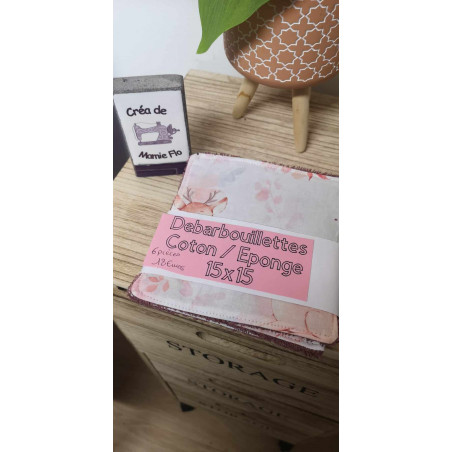 Créa de
Mamie Flo
Debarbouillettes
Coton / Eponge
15x15
6 pièces
STORAGE
STORAGE